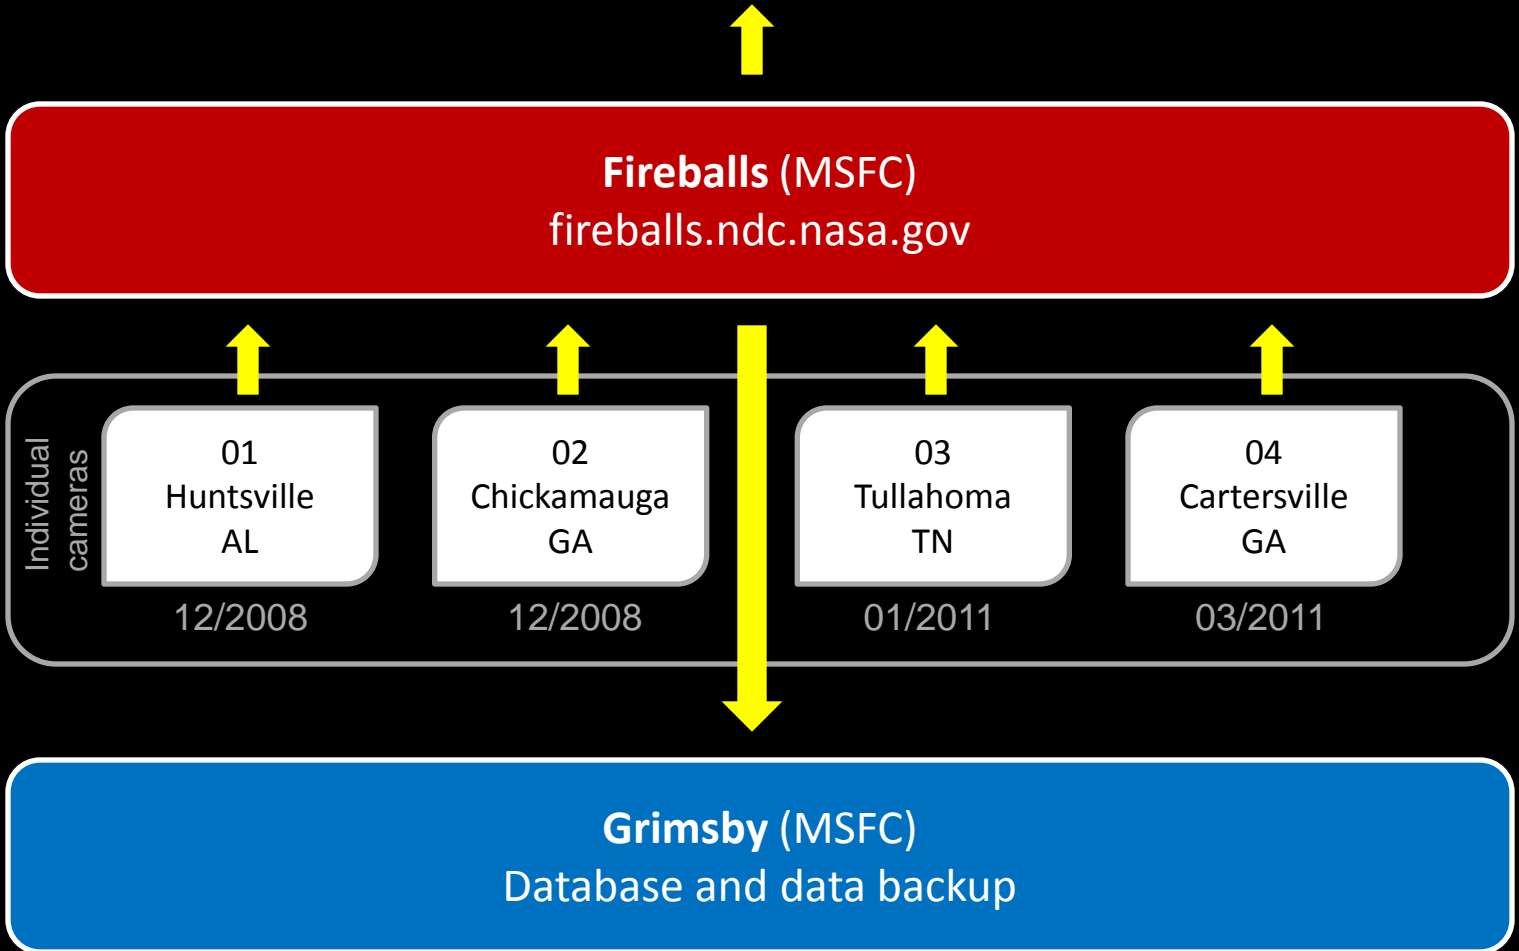 Fireballs (MSFC)
fireballs.ndc.nasa.gov
Individual
cameras
01
Huntsville
AL
12/2008
02
Chickamauga
GA
12/2008
03
Tullahoma
TN
01/2011
04
Cartersville
GA
03/2011
Grimsby (MSFC)
Database and data backup